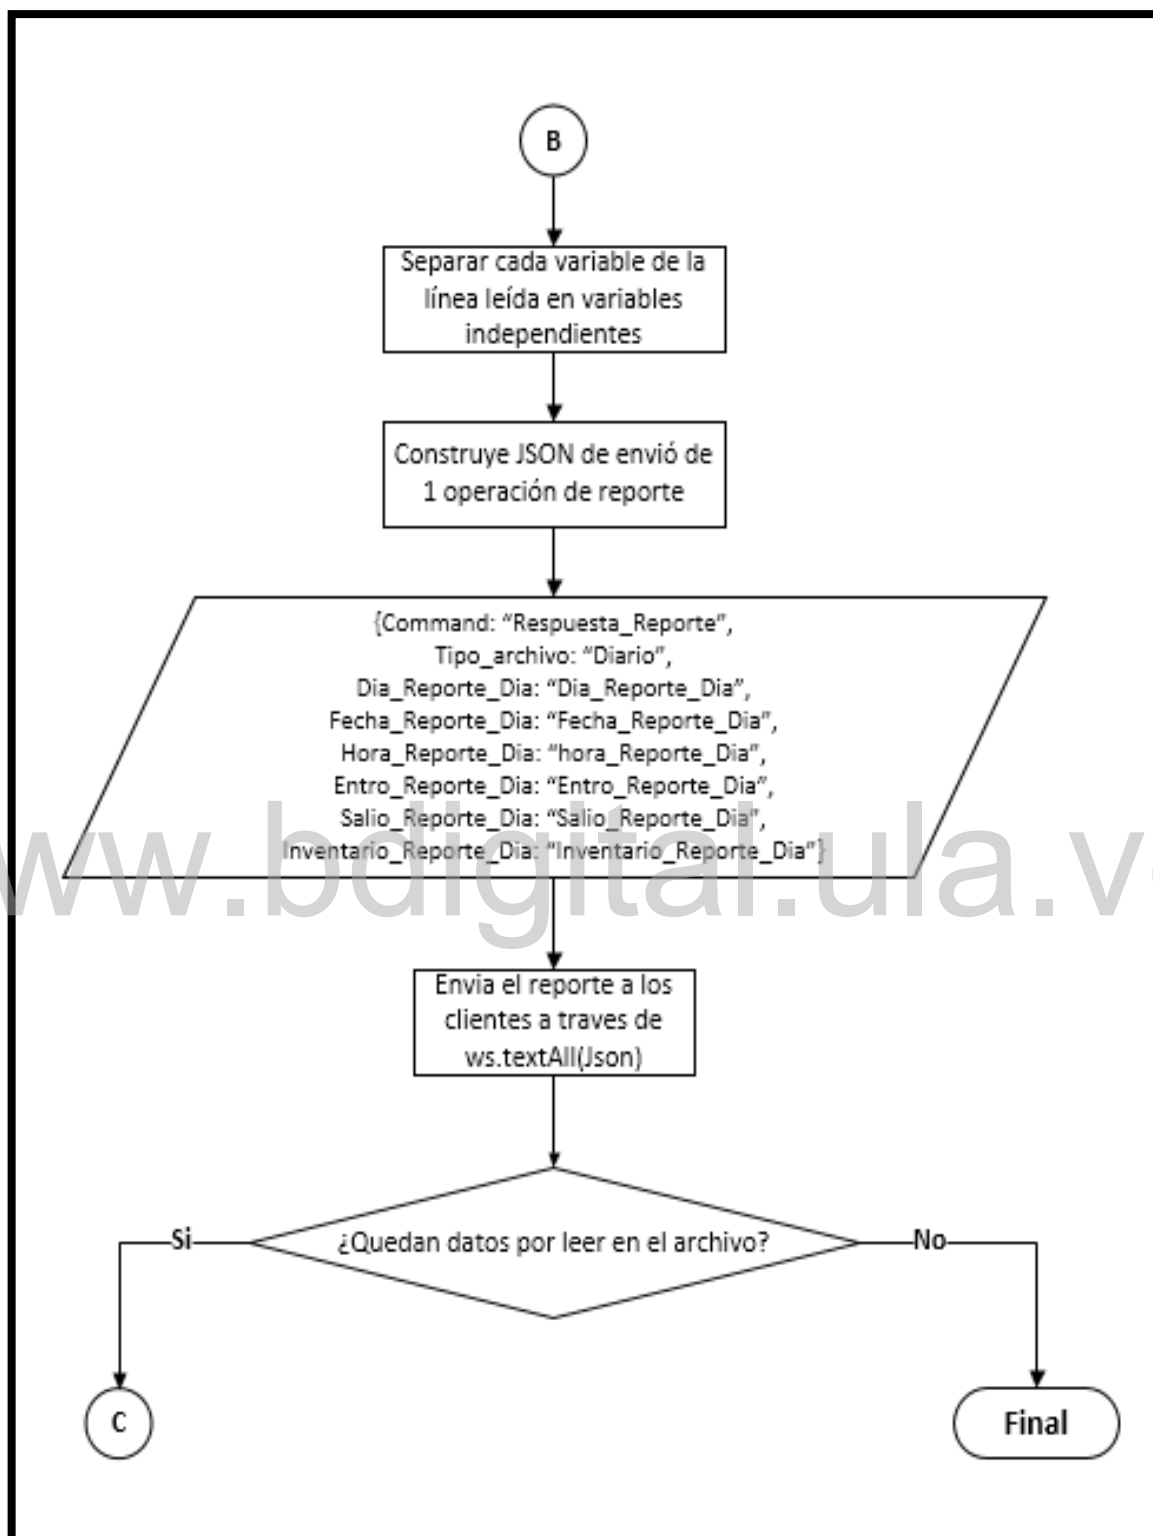 B
Separar cada variable de la
línea leída en variables
independientes
Construye JSON de envió de
1 operación de reporte
{Command: “Respuesta_Reporte”,
Tipo_archivo: “Diario”,
Dia_Reporte_Dia: “Dia_Reporte_Dia”,
Fecha_Reporte_Dia: “Fecha_Reporte_Dia”,
Hora_Reporte_Dia: “hora_Reporte_Dia”,
Entro_Reporte_Dia: “Entro_Reporte_Dia”,
Salio_Reporte_Dia: “Salio_Reporte_Dia”,
Inventario_Reporte_Dia: “Inventario_Reporte_Dia”}
ww.bdigital.ula.v
Envia el reporte a los
clientes a traves de
ws.textAll(Json)
¿Quedan datos por leer en el archivo?
Si
No
C
Final